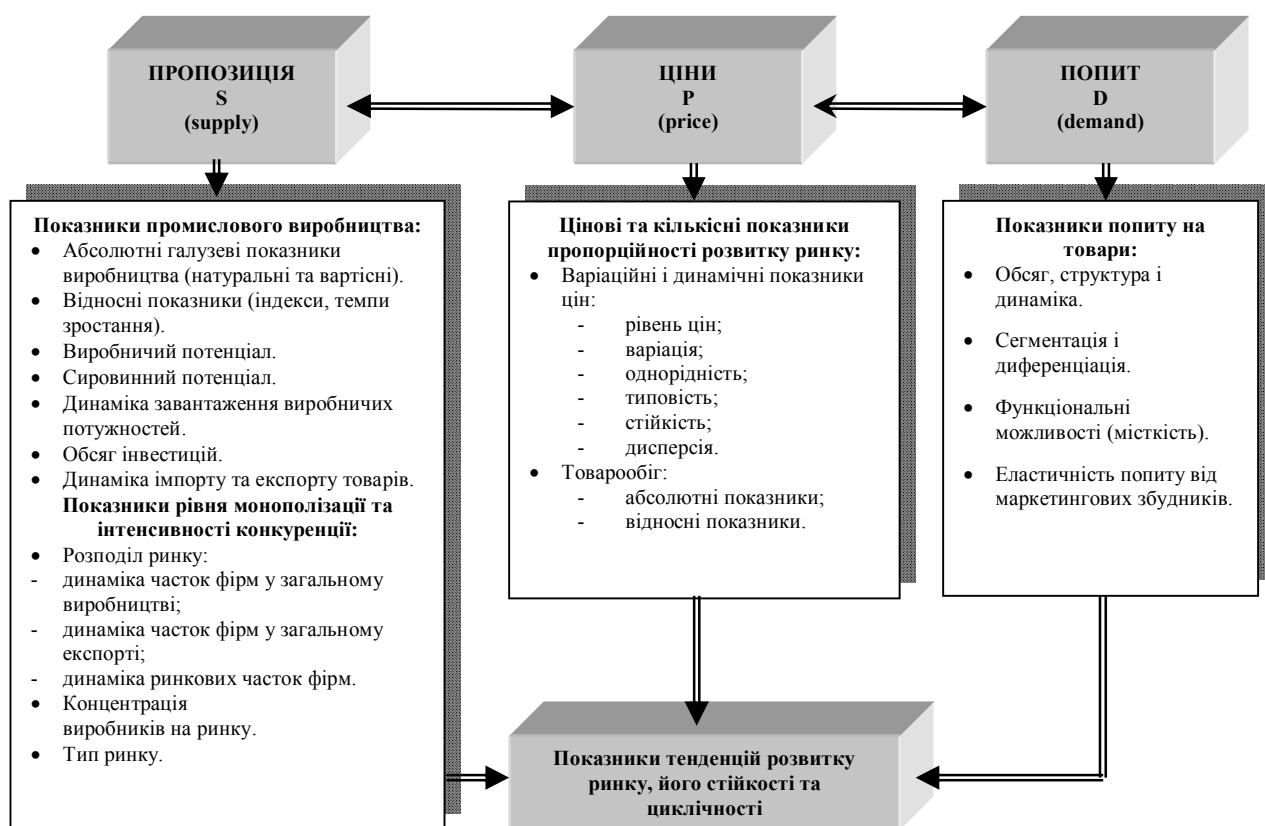 ПРОПОЗИЦІЯ
S
(supply)
ЦІНИ
P
(price)
ПОПИТ
D
(demand)
Показники промислового виробництва:
• Абсолютні галузеві показники
виробництва (натуральні та вартісні).
• Відносні показники (індекси, темпи
зростання).
• Виробничий потенціал.
• Сировинний потенціал.
• Динаміка завантаження виробничих
потужностей.
• Обсяг інвестицій.
• Динаміка імпорту та експорту товарів.
Показники рівня монополізації та
інтенсивності конкуренції:
• Розподіл ринку:
- динаміка часток фірм у загальному
виробництві;
- динаміка часток фірм у загальному
експорті;
- динаміка ринкових часток фірм.
• Концентрація
виробників на ринку.
• Тип ринку.
Цінові та кількісні показники
пропорційності розвитку ринку:
• Варіаційні і динамічні показники
цін:
- рівень цін;
- варіація;
- однорідність;
- типовість;
- стійкість;
- дисперсія.
• Товарообіг:
- абсолютні показники;
- відносні показники.
Показники попиту на
товари:
• Обсяг, структура і
динаміка.
• Сегментація і
диференціація.
• Функціональні
можливості (місткість).
• Еластичність попиту від
маркетингових збудників.
Показники тенденцій розвитку
ринку, його стійкості та
циклічності